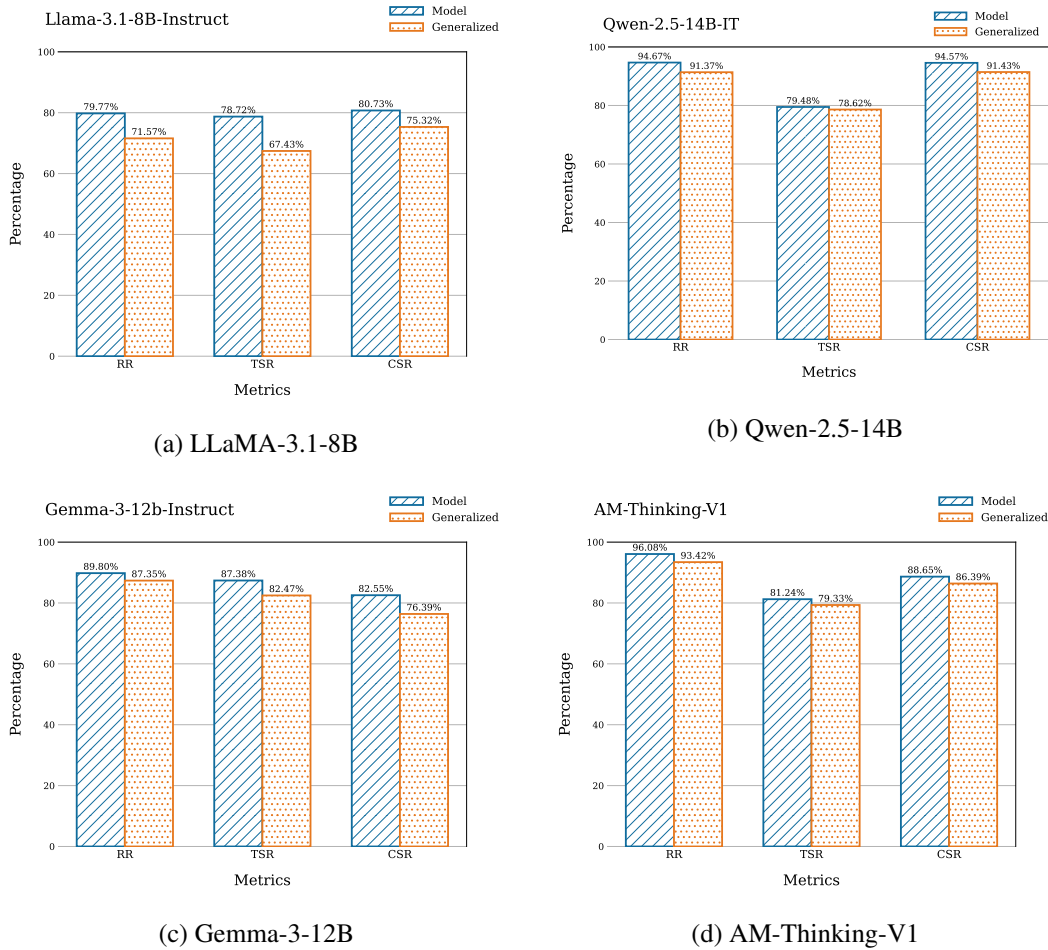 Llama-3.1-8B-Instruct
Model
Generalized
100
80
60
40
20
0
Percentage
79.77%
71.57%
78.72%
67.43%
80.73%
75.32%
RR TSR CSR
Metrics
(a) LLaMA-3.1-8B
Qwen-2.5-14B-IT
Model
Generalized
100
80
60
40
20
0
Percentage
94.67%
91.37%
79.48%
78.62%
94.57%
91.43%
RR TSR CSR
Metrics
(b) Qwen-2.5-14B
Gemma-3-12b-Instruct
Model
Generalized
100
80
60
40
20
0
Percentage
89.80%
87.35%
87.38%
82.47%
82.55%
76.39%
RR TSR CSR
Metrics
(c) Gemma-3-12B
AM-Thinking-V1
Model
Generalized
100
80
60
40
20
0
Percentage
96.08%
93.42%
81.24%
79.33%
88.65%
86.39%
RR TSR CSR
Metrics
(d) AM-Thinking-V1